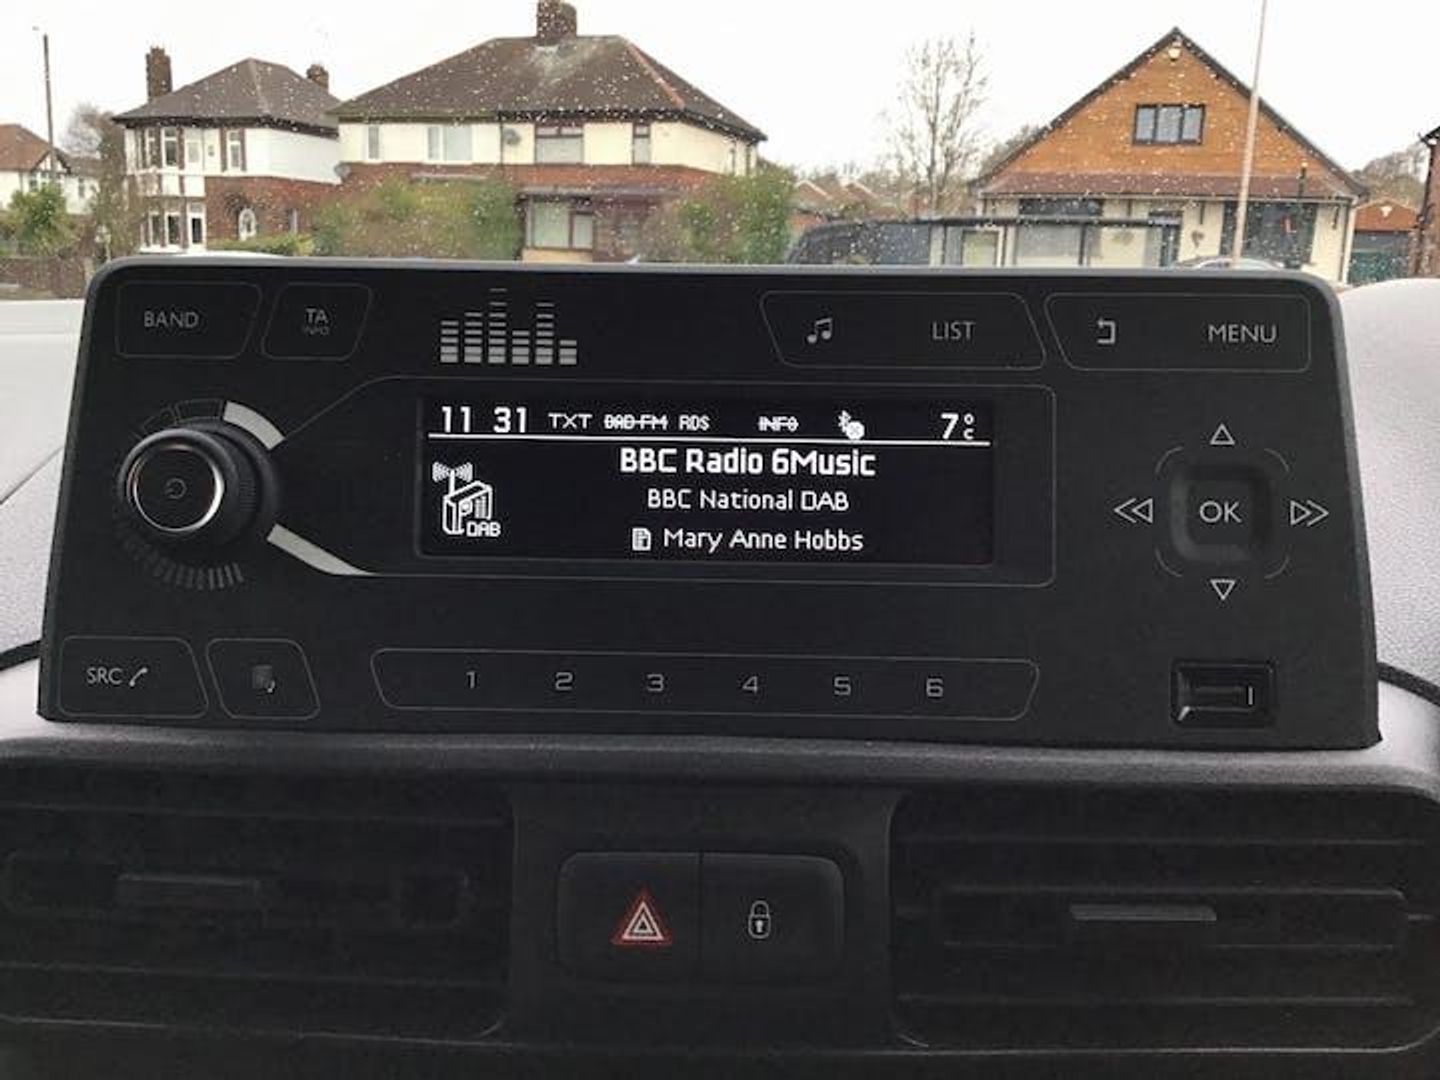 BAND
TA
INFO
LIST
MENU
11 31 TXT DAB-FM RDS INFO 7°C
BBC Radio 6Music
BBC National DAB
DAB
Mary Anne Hobbs
OK
SRC
1 2 3 4 5 6